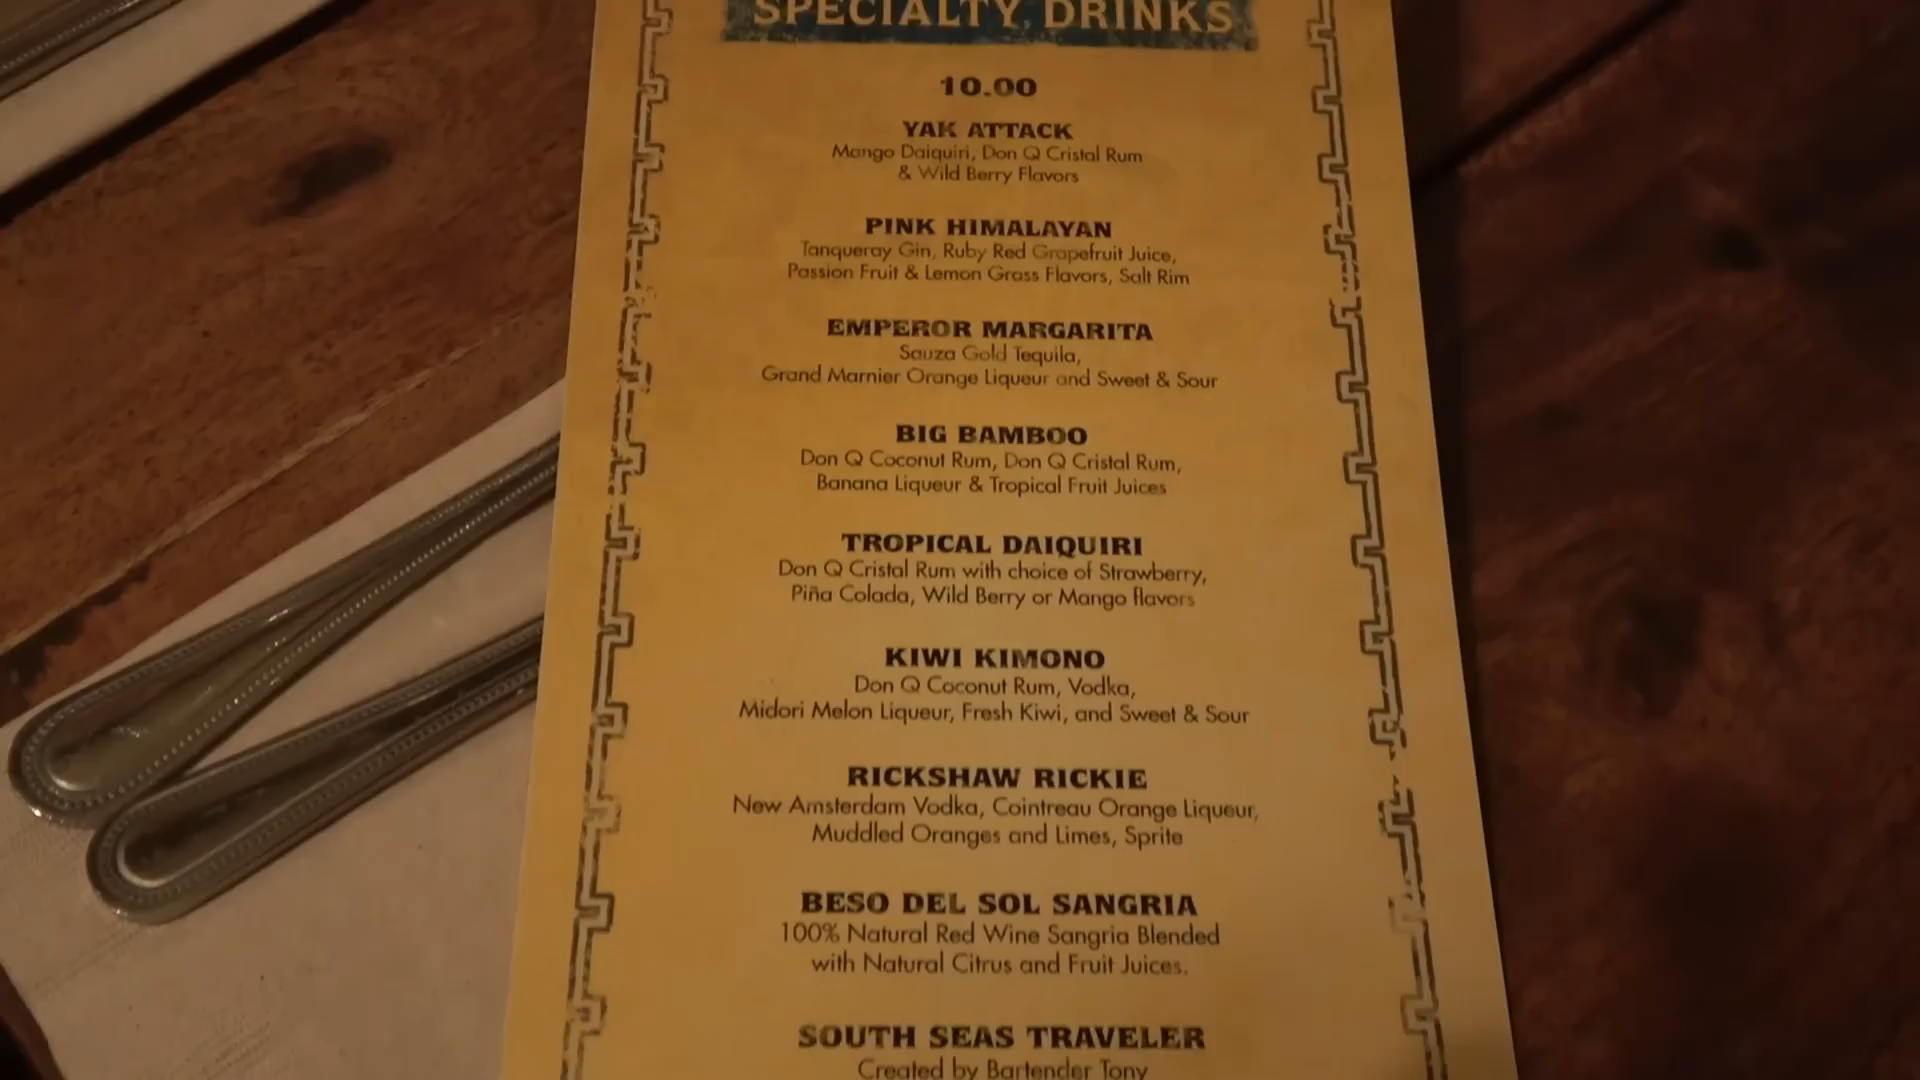 SPECIALTY DRINKS
10.00
YAK ATTACK
Mango Daiquiri, Don Q Cristal Rum
& Wild Berry Flavors
PINK HIMALAYAN
Tanqueray Gin, Ruby Red Grapefruit Juice,
Passion Fruit & Lemon Grass Flavors, Salt Rim
EMPEROR MARGARITA
Sauza Gold Tequila,
Grand Marnier Orange Liqueur and Sweet & Sour
BIG BAMBOO
Don Q Coconut Rum, Don Q Cristal Rum,
Banana Liqueur & Tropical Fruit Juices
TROPICAL DAIQUIRI
Don Q Cristal Rum with choice of Strawberry,
Piña Colada, Wild Berry or Mango flavors
KIWI KIMONO
Don Q Coconut Rum, Vodka,
Midori Melon Liqueur, Fresh Kiwi, and Sweet & Sour
RICKSHAW RICKIE
New Amsterdam Vodka, Cointreau Orange Liqueur,
Muddled Oranges and Limes, Sprite
BESO DEL SOL SANGRIA
100% Natural Red Wine Sangria Blended
with Natural Citrus and Fruit Juices.
SOUTH SEAS TRAVELER
Created by Bartender Tony